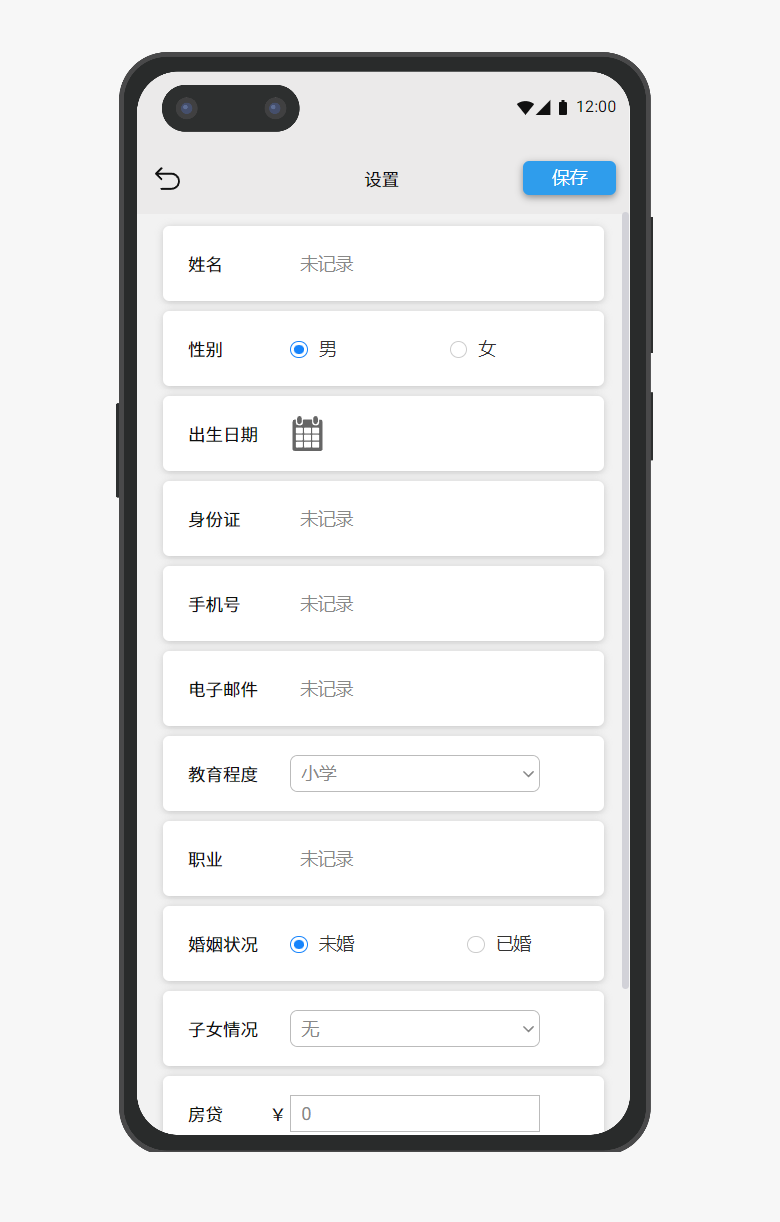 12:00
设置 保存
姓名 未记录
性别 男 女
出生日期
身份证 未记录
手机号 未记录
电子邮件 未记录
教育程度 小学
职业 未记录
婚姻状况 未婚 已婚
子女情况 无
房贷 ¥ 0